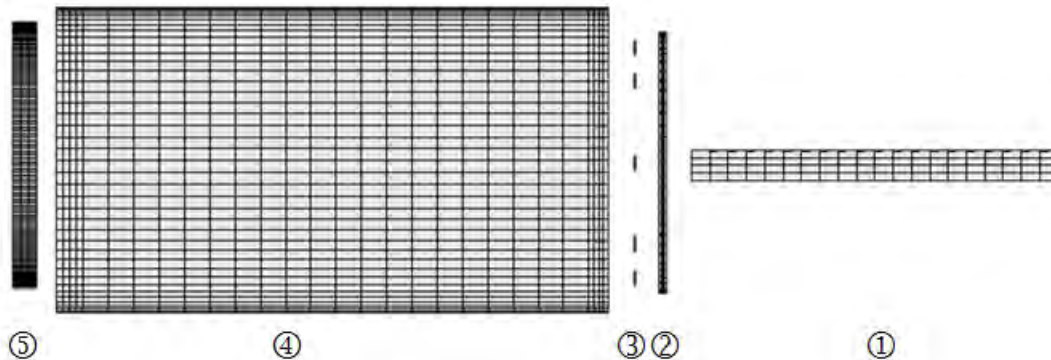 ⑤ ④ ③ ② ①